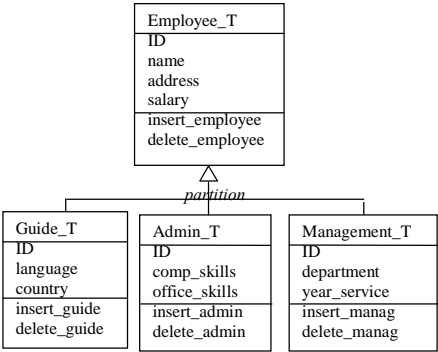 Employee_T
ID
name
address
salary
insert_employee
delete_employee
partition
Guide_T
ID
language
country
insert_guide
delete_guide
Admin_T
ID
comp_skills
office_skills
insert_admin
delete_admin
Management_T
ID
department
year_service
insert_manag
delete_manag